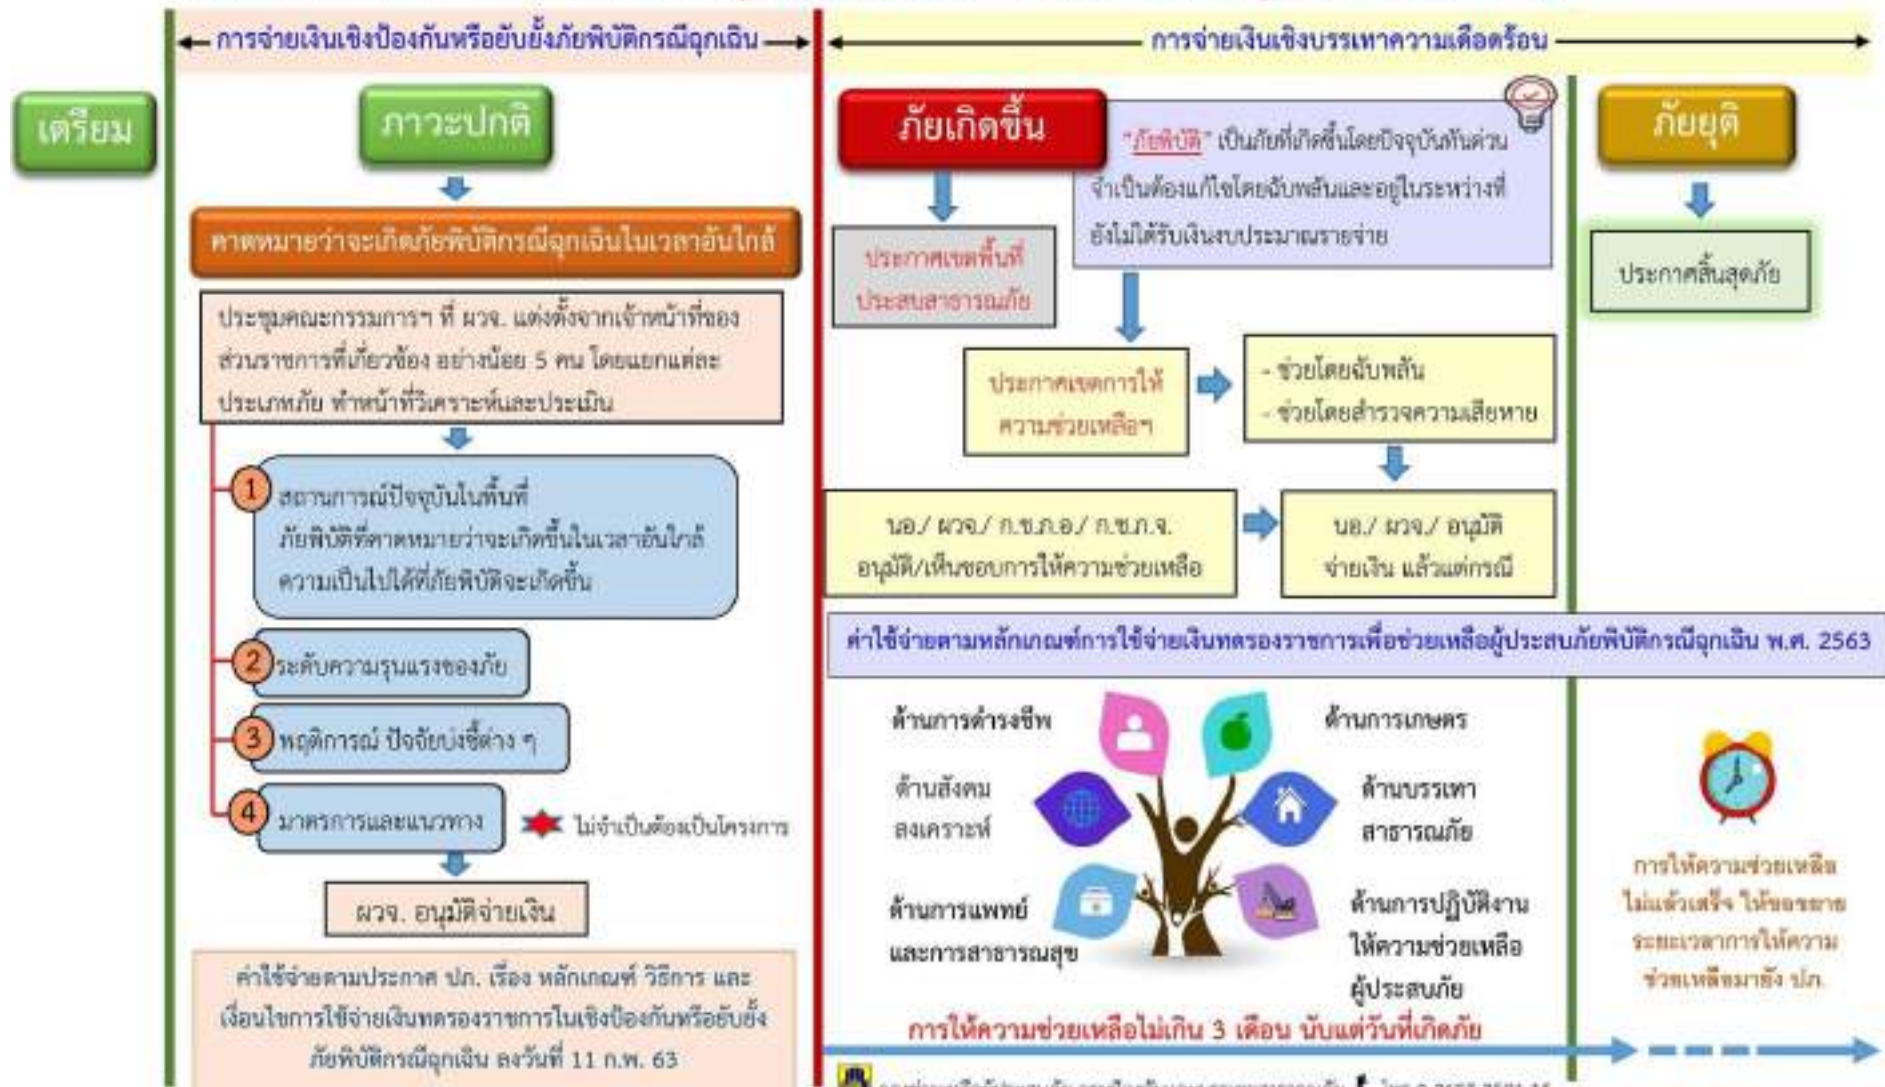 การจ่ายเงินเชิงป้องกันหรือยับยั้งภัยพิบัติกรณีฉุกเฉิน
การจ่ายเงินเชิงบรรเทาความเดือดร้อน
เตรียม
ภาวะปกติ
คาดหมายว่าจะเกิดภัยพิบัติกรณีฉุกเฉินในเวลาอันใกล้
ประชุมคณะกรรมการฯ ที่ ผวจ. แต่งตั้งจากเจ้าหน้าที่ของ
ส่วนราชการที่เกี่ยวข้อง อย่างน้อย 5 คน โดยแยกแต่ละ
ประเภทภัย ทำหน้าที่วิเคราะห์และประเมิน
1
สถานการณ์ปัจจุบันในพื้นที่
ภัยพิบัติที่คาดหมายว่าจะเกิดขึ้นในเวลาอันใกล้
ความเป็นไปได้ที่ภัยพิบัติจะเกิดขึ้น
2 ระดับความรุนแรงของภัย
3 พฤติการณ์ ปัจจัยบ่งชี้ต่าง ๆ
4 มาตรการและแนวทาง
ไม่จำเป็นต้องเป็นโครงการ
ผวจ. อนุมัติจ่ายเงิน
ค่าใช้จ่ายตามประกาศ ปภ. เรื่อง หลักเกณฑ์ วิธีการ และ
เงื่อนไขการใช้จ่ายเงินทดรองราชการในเชิงป้องกันหรือยับยั้ง
ภัยพิบัติกรณีฉุกเฉิน ลงวันที่ 11 ก.พ. 63
ภัยเกิดขึ้น
"ภัยพิบัติ" เป็นภัยที่เกิดขึ้นโดยปัจจุบันทันด่วน
จำเป็นต้องแก้ไขโดยฉับพลันและอยู่ในระหว่างที่
ยังไม่ได้รับเงินงบประมาณรายจ่าย
ประกาศเขตพื้นที่
ประสบสาธารณภัย
ประกาศเขตการให้
ความช่วยเหลือฯ
- ช่วยโดยฉับพลัน
- ช่วยโดยสำรวจความเสียหาย
นอ./ ผวจ./ ก.ช.ภ.อ./ ก.ช.ภ.จ.
อนุมัติ/เห็นชอบการให้ความช่วยเหลือ
นอ./ ผวจ./ อนุมัติ
จ่ายเงิน แล้วแต่กรณี
ค่าใช้จ่ายตามหลักเกณฑ์การใช้จ่ายเงินทดรองราชการเพื่อช่วยเหลือผู้ประสบภัยพิบัติกรณีฉุกเฉิน พ.ศ. 2563
ด้านการดำรงชีพ
ด้านการเกษตร
ด้านสังคม
สงเคราะห์
ด้านบรรเทา
สาธารณภัย
ด้านการแพทย์
และการสาธารณสุข
ด้านการปฏิบัติงาน
ให้ความช่วยเหลือ
ผู้ประสบภัย
การให้ความช่วยเหลือไม่เกิน 3 เดือน นับแต่วันที่เกิดภัย
ภัยยุติ
ประกาศสิ้นสุดภัย
การให้ความช่วยเหลือ
ไม่แล้วเสร็จ ให้ขอขยาย
ระยะเวลาการให้ความ
ช่วยเหลือมายัง ปภ.